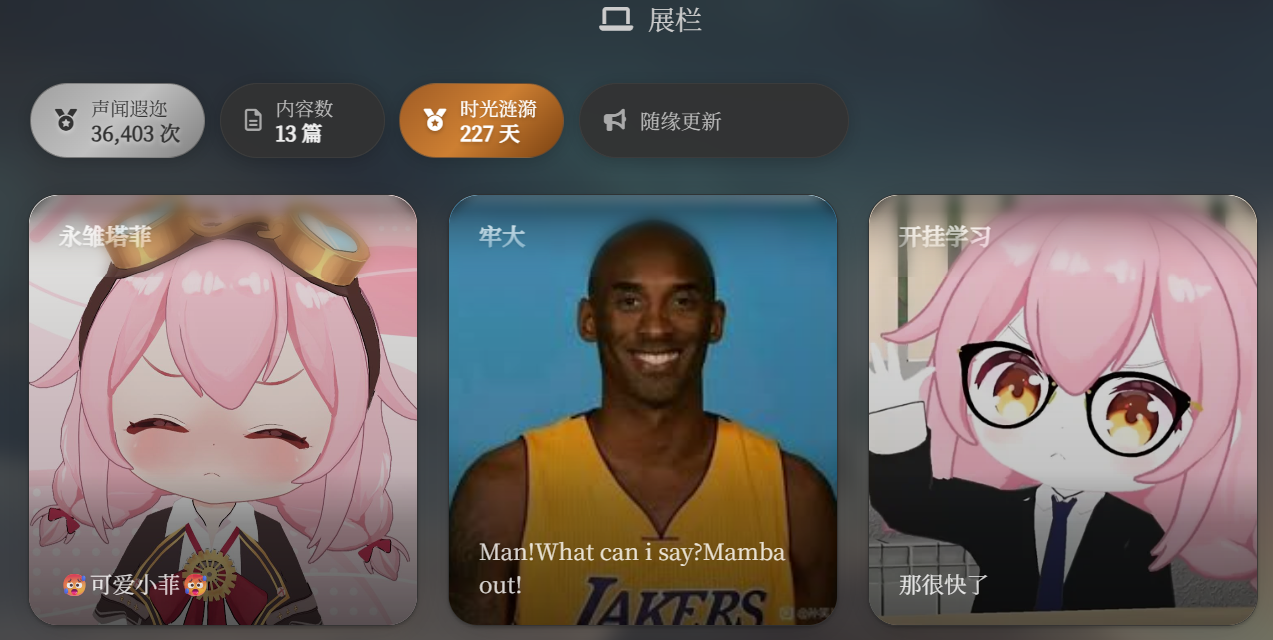 展栏
声闻遐迩
36,403 次
内容数
13 篇
时光涟漪
227 天
随缘更新
永雏塔菲
牢大
开挂学习
Man!What can i say?Mamba
out!
🥵可爱小菲🥵
那很快了
LAKERS